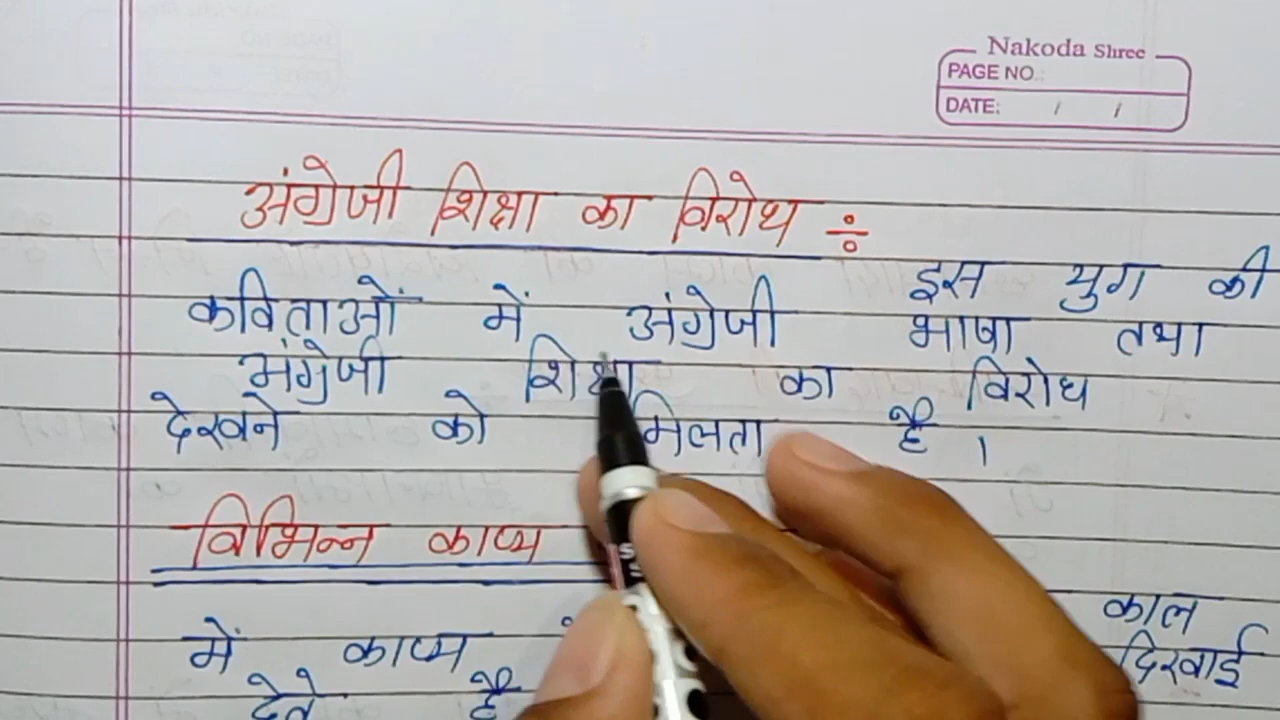 Nakoda Shree
PAGE NO.:
DATE: / /
अंग्रेजी शिक्षा का विरोध ÷
इस युग की
कविताओं में अंग्रेजी भाषा तथा
अंग्रेजी शिक्षा का विरोध
देखने को मिलता है ।
विभिन्न काव्य
काल
में काव्य दिखाई
देते है